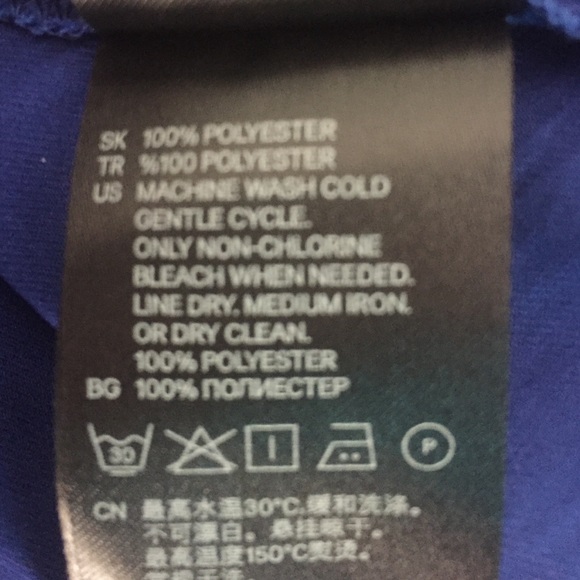 SK 100% POLYESTER
TR %100 POLYESTER
US MACHINE WASH COLD
GENTLE CYCLE.
ONLY NON-CHLORINE
BLEACH WHEN NEEDED.
LINE DRY. MEDIUM IRON.
OR DRY CLEAN.
100% POLYESTER
BG 100% ПОЛИЕСТЕР
30 P
CN 最高水温30°C.缓和洗涤。
不可漂白。悬挂晾干。
最高温度150°C熨烫。